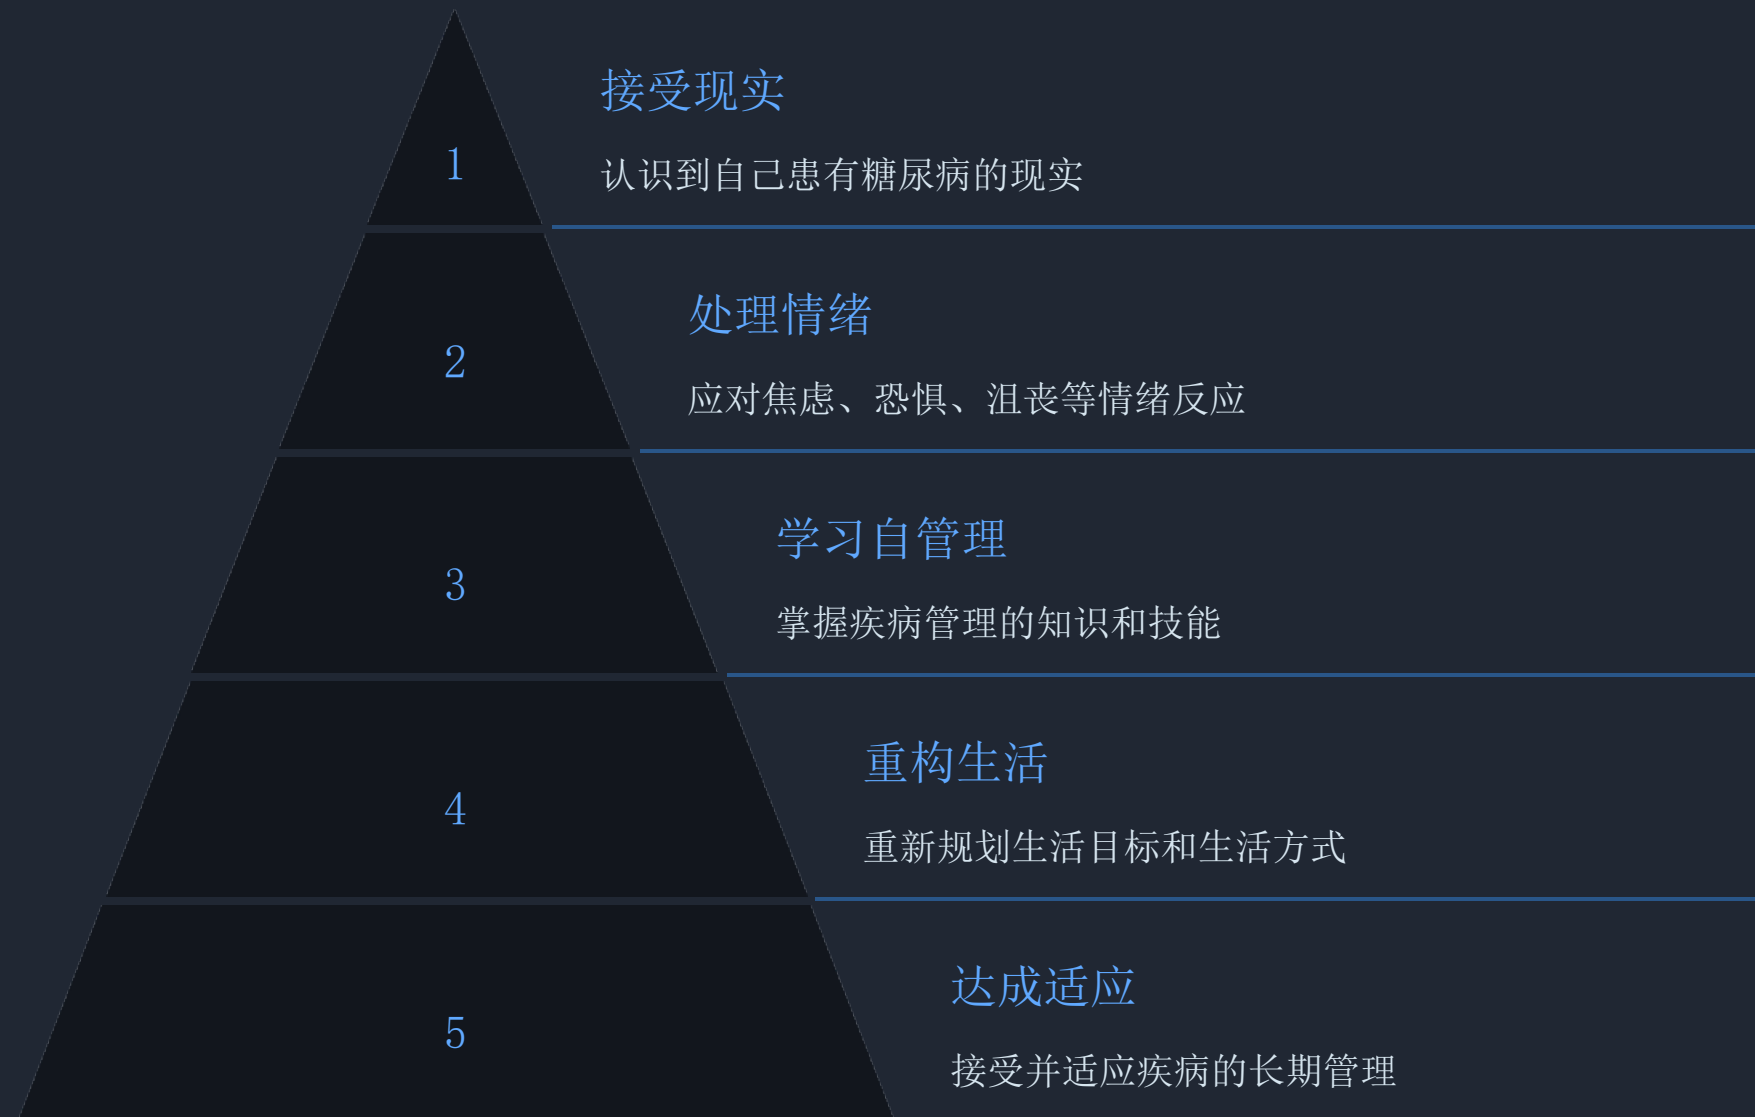 接受现实
1
认识到自己患有糖尿病的现实
处理情绪
2
应对焦虑、恐惧、沮丧等情绪反应
学习自管理
3
掌握疾病管理的知识和技能
重构生活
4
重新规划生活目标和生活方式
达成适应
5
接受并适应疾病的长期管理